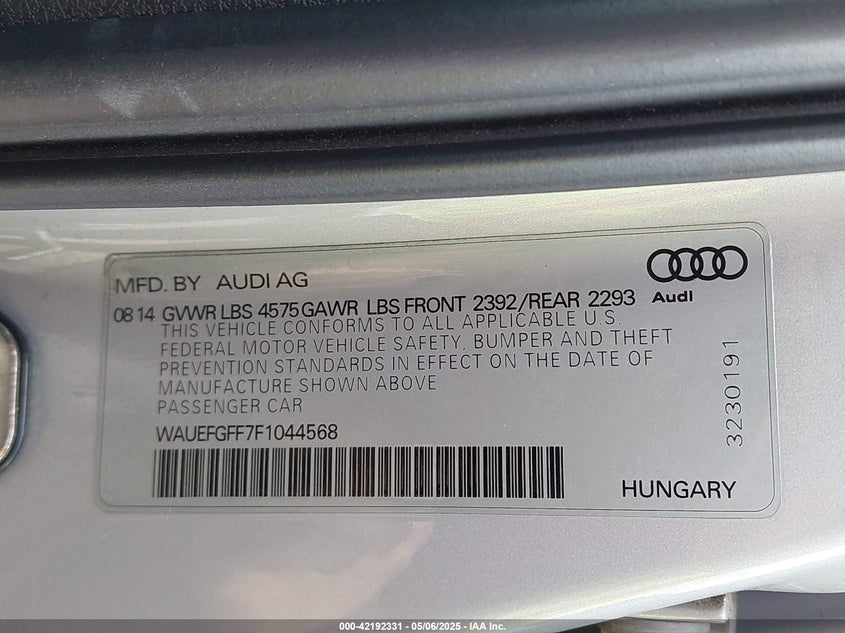 MFD. BY AUDI AG
Audi
08 14 GVWR LBS 4575 GAWR LBS FRONT 2392/REAR 2293
THIS VEHICLE CONFORMS TO ALL APPLICABLE U.S.
FEDERAL MOTOR VEHICLE SAFETY, BUMPER AND THEFT
PREVENTION STANDARDS IN EFFECT ON THE DATE OF
MANUFACTURE SHOWN ABOVE
PASSENGER CAR
WAUEFGFF7F1044568
3230191
HUNGARY
000-42192331 - 05/06/2025 - IAA Inc.